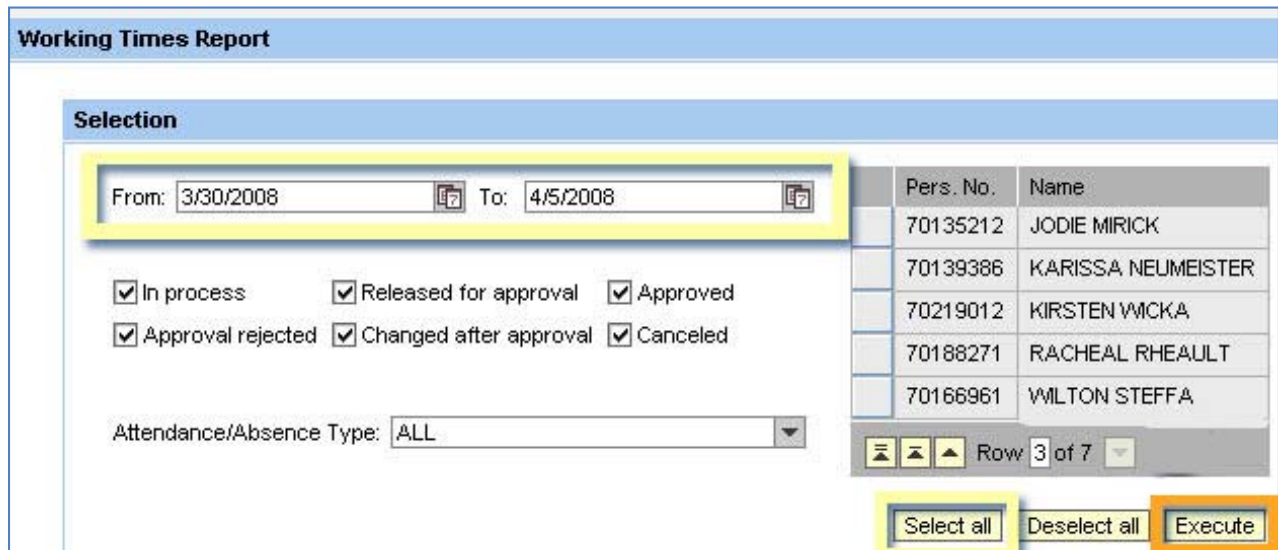 Working Times Report
Selection
From: 3/30/2008 To: 4/5/2008
In process Released for approval Approved
Approval rejected Changed after approval Canceled
Attendance/Absence Type: ALL
Pers. No. Name
70135212 JODIE MIRICK
70139386 KARISSA NEUMEISTER
70219012 KIRSTEN WICKA
70188271 RACHEAL RHEAULT
70166961 WILTON STEFFA
Row 3 of 7
Select all Deselect all Execute